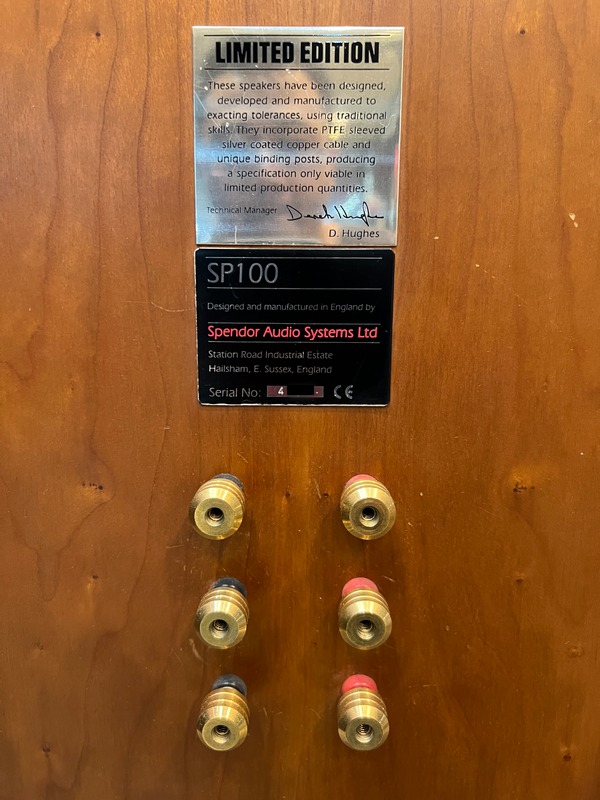 LIMITED EDITION
These speakers have been designed,
developed and manufactured to
exacting tolerances, using traditional
skills. They incorporate PTFE sleeved
silver coated copper cable and
unique binding posts, producing
a specification only viable in
limited production quantities.
Technical Manager Derek Hughes
D. Hughes
SP100
Designed and manufactured in England by
Spendor Audio Systems Ltd
Station Road Industrial Estate
Hailsham, E. Sussex, England
Serial No: 4 CE